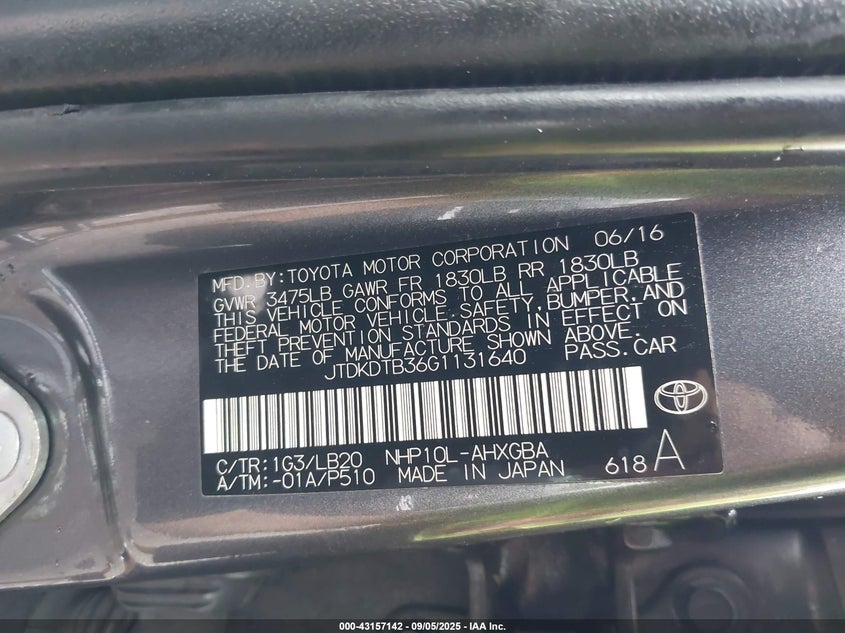 MFD.BY:TOYOTA MOTOR CORPORATION 06/16
GVWR 3475LB GAWR FR 1830LB RR 1830LB
THIS VEHICLE CONFORMS TO ALL APPLICABLE
FEDERAL MOTOR VEHICLE SAFETY, BUMPER, AND
THEFT PREVENTION STANDARDS IN EFFECT ON
THE DATE OF MANUFACTURE SHOWN ABOVE.
JTDKDTB36G1131640 PASS.CAR
C/TR:1G3/LB20 NHP10L-AHXGBA
A/TM:-01A/P510 MADE IN JAPAN 618 A
000-43157142 - 09/05/2025 - IAA Inc.